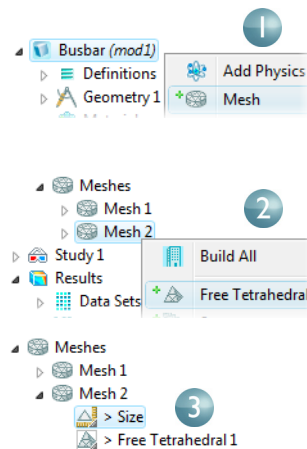 1
Busbar (mod1)
Add Physics
Definitions
Geometry 1
Mesh
Meshes
Mesh 1
2
Mesh 2
Study 1
Build All
Results
Data Sets
Free Tetrahedral
Meshes
Mesh 1
Mesh 2
> Size
3
> Free Tetrahedral 1